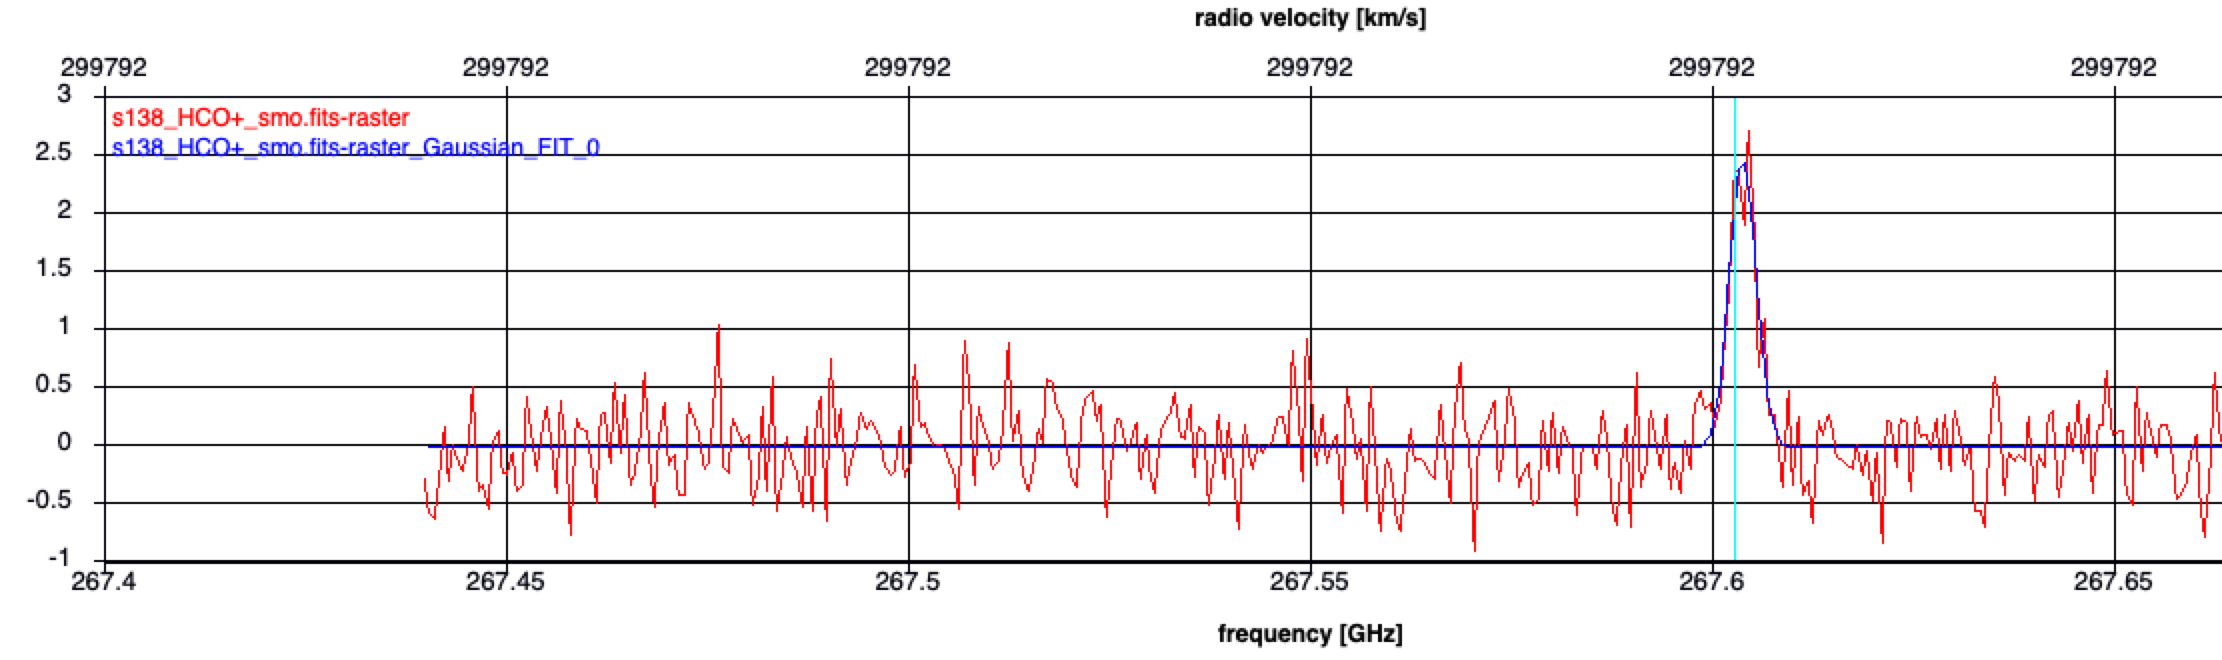 radio velocity [km/s]
299792 299792 299792 299792 299792 299792
3
s138_HCO+_smo.fits-raster
2.5
s138_HCO+_smo.fits-raster_Gaussian_FIT_0
2
1.5
1
0.5
0
-0.5
-1
267.4 267.45 267.5 267.55 267.6 267.65
frequency [GHz]